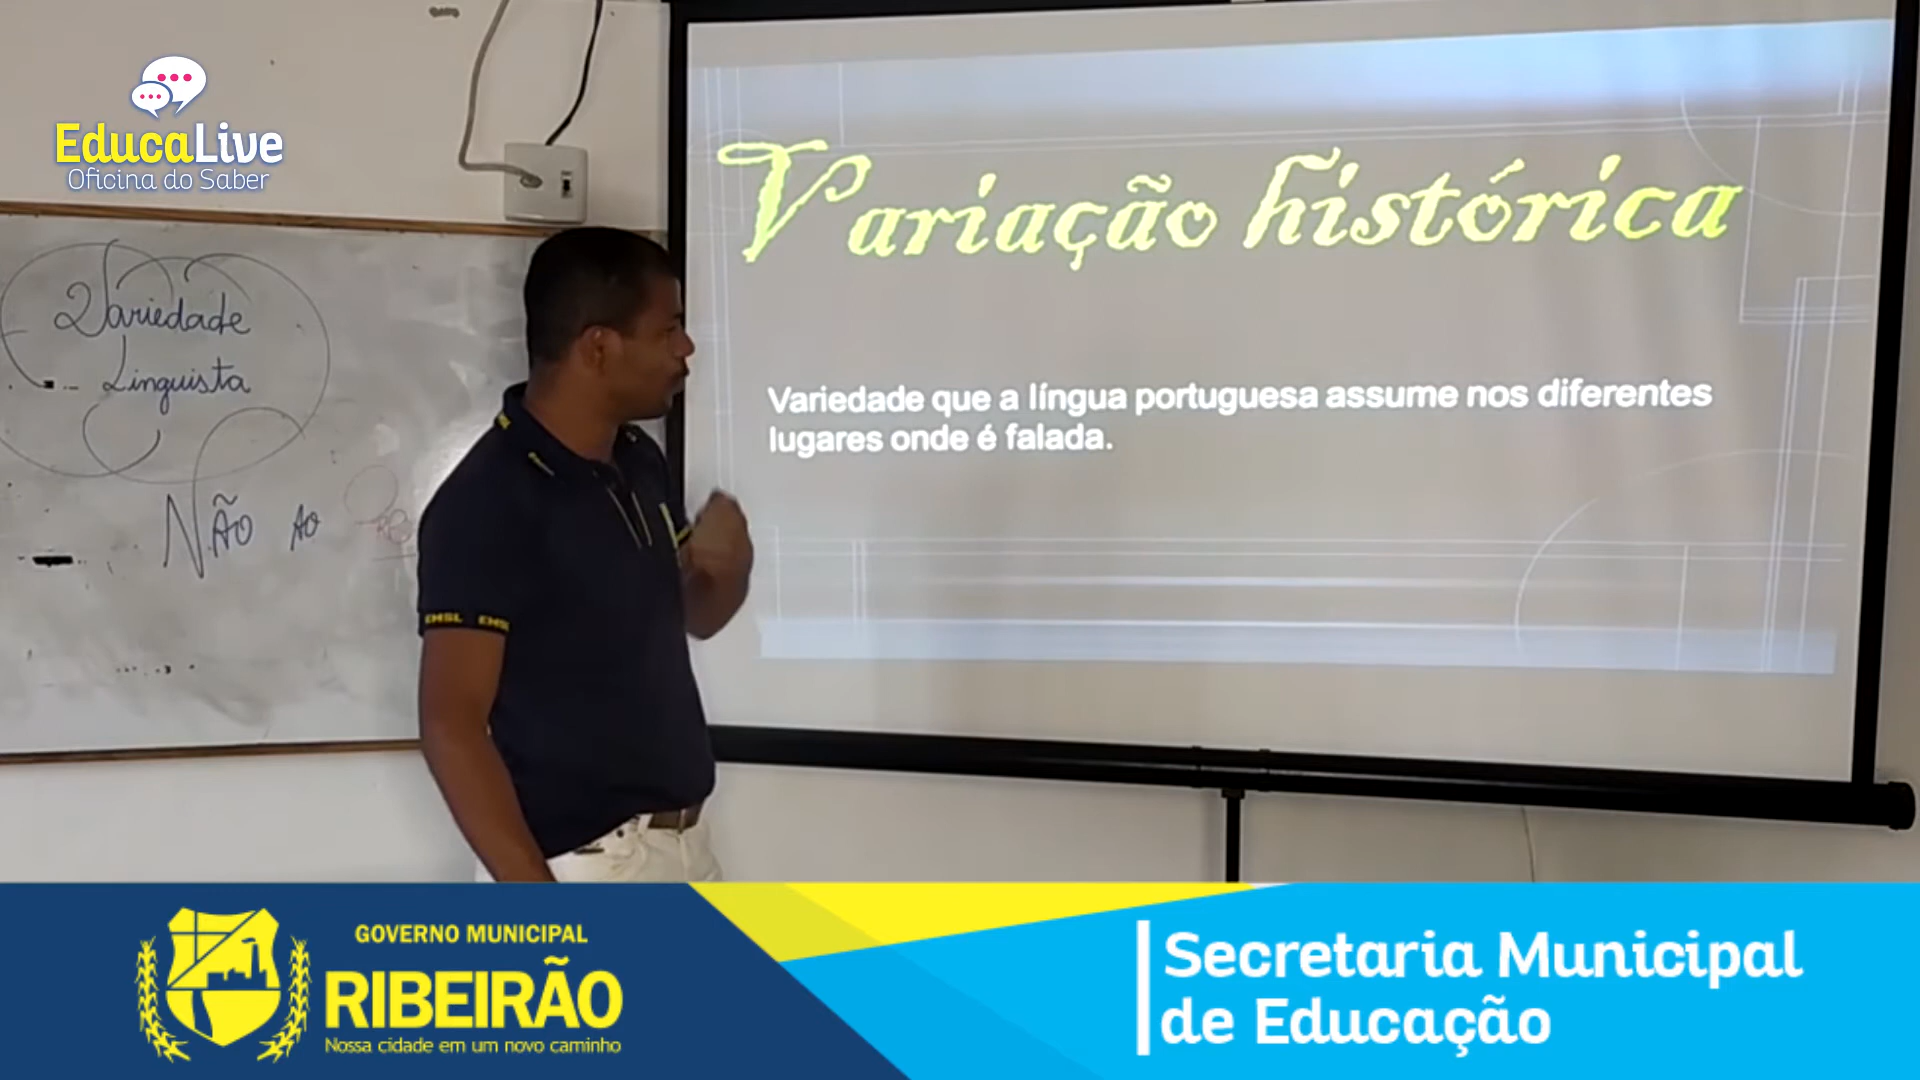 EducaLive
Oficina do Saber
Variedade
Linguista
NÃO AO
Variação histórica
Variedade que a língua portuguesa assume nos diferentes
lugares onde é falada.
EMSL
GOVERNO MUNICIPAL
RIBEIRÃO
Nossa cidade em um novo caminho
Secretaria Municipal
de Educação